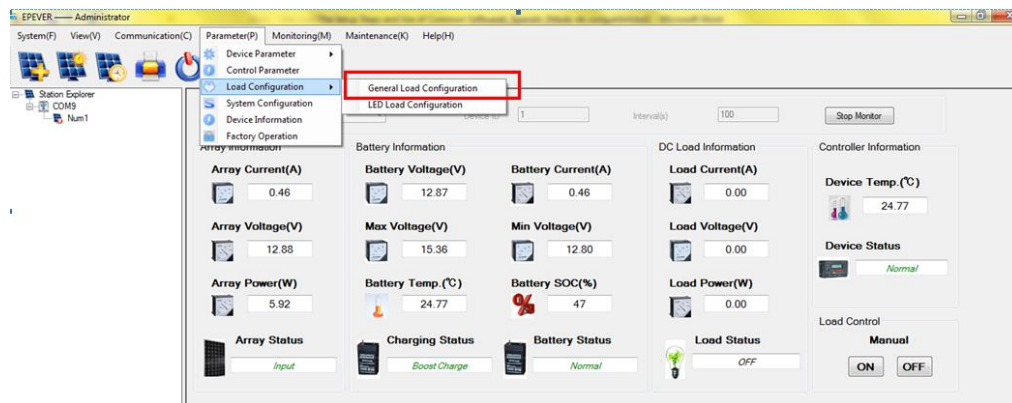 EPEVER —— Administrator
System(F) View(V) Communication(C) Parameter(P) Monitoring(M) Maintenance(K) Help(H)
Device Parameter
Control Parameter
Load Configuration
System Configuration
Device Information
Factory Operation
General Load Configuration
LED Load Configuration
Station Explorer
COM9
Num1
1
Interval(s)
100
Stop Monitor
Array Information
Battery Information
DC Load Information
Controller Information
Array Current(A)
0.46
Battery Voltage(V)
12.87
Battery Current(A)
0.46
Load Current(A)
0.00
Device Temp.(℃)
24.77
Array Voltage(V)
12.88
Max Voltage(V)
15.36
Min Voltage(V)
12.80
Load Voltage(V)
0.00
Device Status
Normal
Array Power(W)
5.92
Battery Temp.(℃)
24.77
Battery SOC(%)
47
Load Power(W)
0.00
Load Control
Manual
ON OFF
Array Status
Input
Charging Status
Boost Charge
Battery Status
Normal
Load Status
OFF